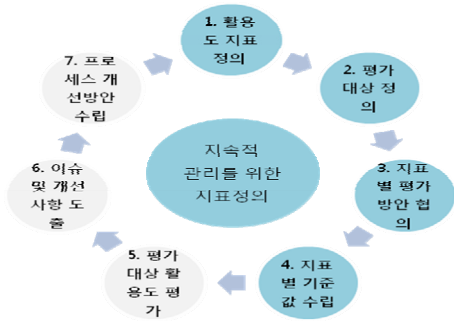 1. 활용
도 지표
정의
2. 평가
대상 정
의
3. 지표
별 평가
방안 협
의
4. 지표
별 기준
값 수립
5. 평가
대상 활
용도 평
가
6. 이슈
및 개선
사항 도
출
7. 프로
세스 개
선방안
수립
지속적
관리를 위한
지표정의